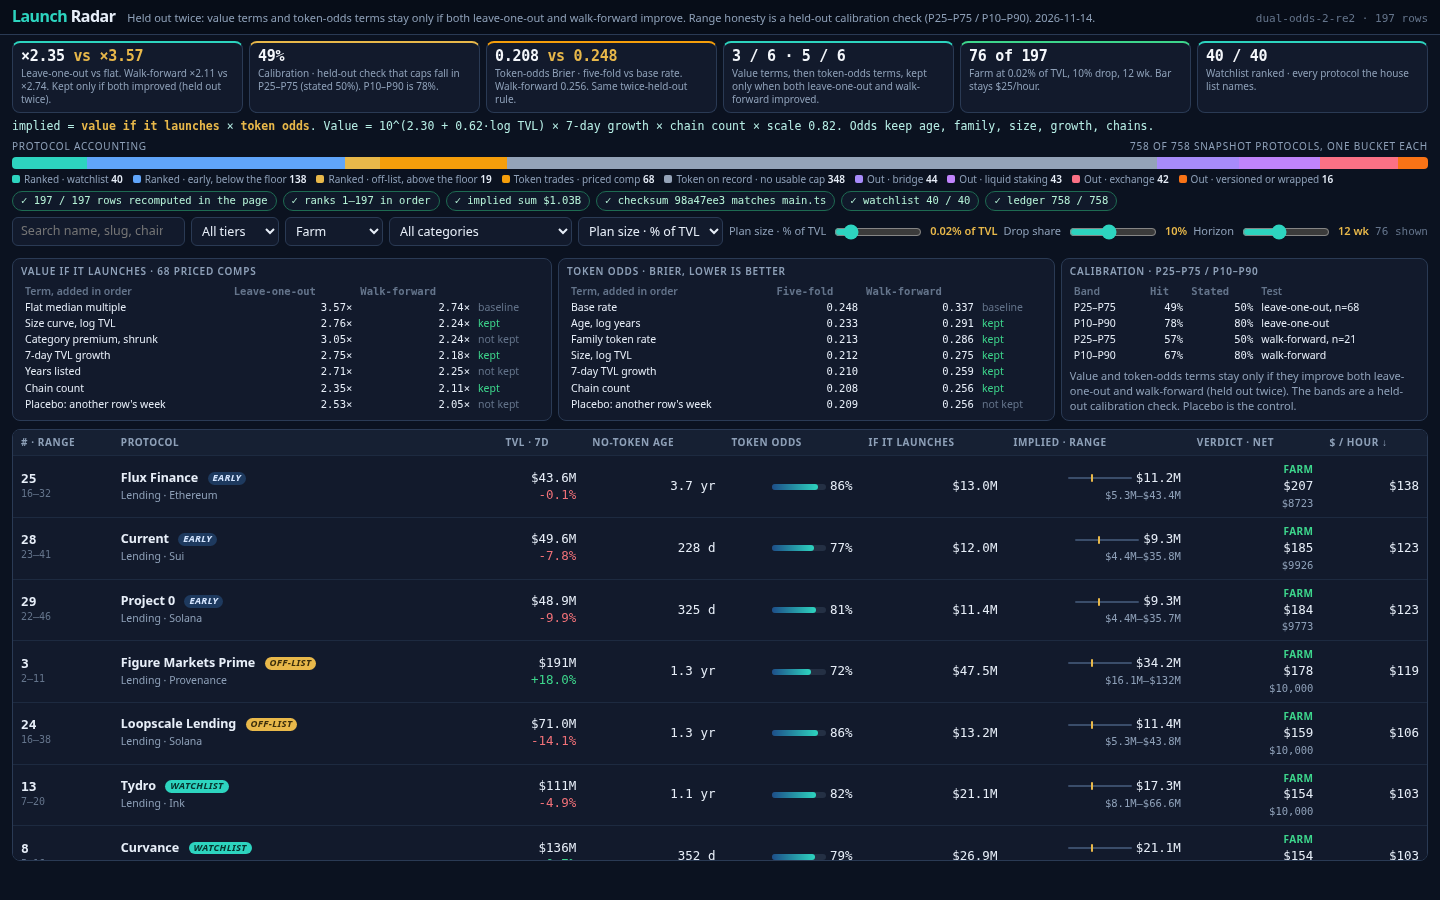 Launch Radar Held out twice: value terms and token-odds terms stay only if both leave-one-out and walk-forward improve. Range honesty is a held-out calibration check (P25–P75 / P10–P90). 2026-11-14. dual-odds-2-re2 · 197 rows
×2.35 vs ×3.57
Leave-one-out vs flat. Walk-forward ×2.11 vs
×2.74. Kept only if both improved (held out
twice).
49%
Calibration · held-out check that caps fall in
P25–P75 (stated 50%). P10–P90 is 78%.
0.208 vs 0.248
Token-odds Brier · five-fold vs base rate.
Walk-forward 0.256. Same twice-held-out
rule.
3 / 6 · 5 / 6
Value terms, then token-odds terms, kept
only when both leave-one-out and walk-
forward improved.
76 of 197
Farm at 0.02% of TVL, 10% drop, 12 wk. Bar
stays $25/hour.
40 / 40
Watchlist ranked · every protocol the house
list names.
implied = value if it launches × token odds. Value = 10^(2.30 + 0.62·log TVL) × 7-day growth × chain count × scale 0.82. Odds keep age, family, size, growth, chains.
PROTOCOL ACCOUNTING 758 OF 758 SNAPSHOT PROTOCOLS, ONE BUCKET EACH
Ranked · watchlist 40 Ranked · early, below the floor 138 Ranked · off-list, above the floor 19 Token trades · priced comp 68 Token on record · no usable cap 348 Out · bridge 44 Out · liquid staking 43 Out · exchange 42 Out · versioned or wrapped 16
✓ 197 / 197 rows recomputed in the page ✓ ranks 1–197 in order ✓ implied sum $1.03B ✓ checksum 98a47ee3 matches main.ts ✓ watchlist 40 / 40 ✓ ledger 758 / 758
Search name, slug, chair All tiers Farm All categories Plan size · % of TVL Plan size · % of TVL 0.02% of TVL Drop share 10% Horizon 12 wk 76 shown
VALUE IF IT LAUNCHES · 68 PRICED COMPS
Term, added in order Leave-one-out Walk-forward
Flat median multiple 3.57× 2.74× baseline
Size curve, log TVL 2.76× 2.24× kept
Category premium, shrunk 3.05× 2.24× not kept
7-day TVL growth 2.75× 2.18× kept
Years listed 2.71× 2.25× not kept
Chain count 2.35× 2.11× kept
Placebo: another row's week 2.53× 2.05× not kept
TOKEN ODDS · BRIER, LOWER IS BETTER
Term, added in order Five-fold Walk-forward
Base rate 0.248 0.337 baseline
Age, log years 0.233 0.291 kept
Family token rate 0.213 0.286 kept
Size, log TVL 0.212 0.275 kept
7-day TVL growth 0.210 0.259 kept
Chain count 0.208 0.256 kept
Placebo: another row's week 0.209 0.256 not kept
CALIBRATION · P25–P75 / P10–P90
Band Hit Stated Test
P25–P75 49% 50% leave-one-out, n=68
P10–P90 78% 80% leave-one-out
P25–P75 57% 50% walk-forward, n=21
P10–P90 67% 80% walk-forward
Value and token-odds terms stay only if they improve both leave-
one-out and walk-forward (held out twice). The bands are a held-
out calibration check. Placebo is the control.
# · RANGE PROTOCOL TVL · 7D NO-TOKEN AGE TOKEN ODDS IF IT LAUNCHES IMPLIED · RANGE VERDICT · NET $ / HOUR ↓
25 Flux Finance EARLY $43.6M 3.7 yr 86% $13.0M $11.2M FARM $207 $138
16–32 Lending · Ethereum -0.1% $5.3M–$43.4M $8723
28 Current EARLY $49.6M 228 d 77% $12.0M $9.3M FARM $185 $123
23–41 Lending · Sui -7.8% $4.4M–$35.8M $9926
29 Project 0 EARLY $48.9M 325 d 81% $11.4M $9.3M FARM $184 $123
22–46 Lending · Solana -9.9% $4.4M–$35.7M $9773
3 Figure Markets Prime OFF-LIST $191M 1.3 yr 72% $47.5M $34.2M FARM $178 $119
2–11 Lending · Provenance +18.0% $16.1M–$132M $10,000
24 Loopscale Lending OFF-LIST $71.0M 1.3 yr 86% $13.2M $11.4M FARM $159 $106
16–38 Lending · Solana -14.1% $5.3M–$43.8M $10,000
13 Tydro WATCHLIST $111M 1.1 yr 82% $21.1M $17.3M FARM $154 $103
7–20 Lending · Ink -4.9% $8.1M–$66.6M $10,000
8 Curvance WATCHLIST $136M 352 d 79% $26.9M $21.1M FARM $154 $103